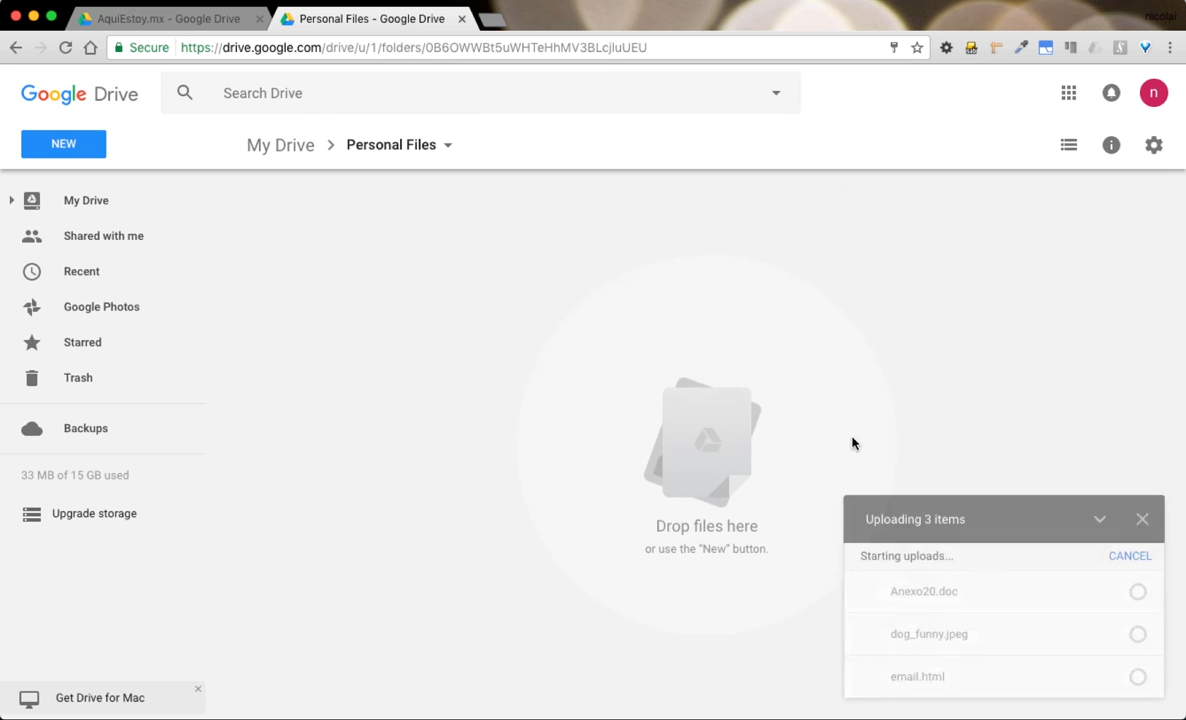 AquiEstoy.mx - Google Drive
Personal Files - Google Drive
nicolai
Secure https://drive.google.com/drive/u/1/folders/0B6OWWBt5uWHTeHhMV3BLcjluUEU
Google Drive
Search Drive
n
NEW
My Drive > Personal Files
My Drive
Shared with me
Recent
Google Photos
Starred
Trash
Backups
33 MB of 15 GB used
Upgrade storage
Get Drive for Mac
Drop files here
or use the “New” button.
Uploading 3 items
Starting uploads... CANCEL
Anexo20.doc
dog_funny.jpeg
email.html